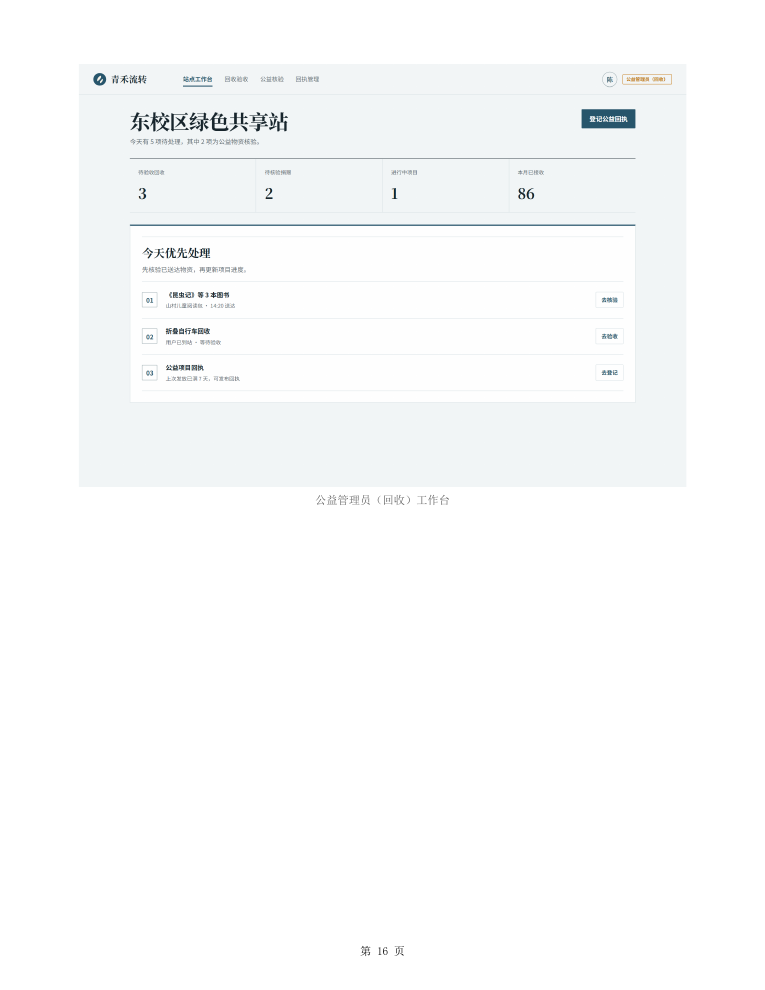 青禾流转 站点工作台 回收验收 公益核验 回执管理 陈 公益管理员（回收）
东校区绿色共享站 登记公益回执
今天有 5 项待处理，其中 2 项为公益物资核验。
待验收回收 待核验捐赠 进行中项目 本月已接收
3 2 1 86
今天优先处理
先核验已送达物资，再更新项目进度。
01 《昆虫记》等 3 本图书 去核验
山村儿童阅读筑 · 14:20 送达
02 折叠自行车回收 去验收
用户已到站 · 等待验收
03 公益项目回执 去登记
上次发放已满 7 天，可发布回执
公益管理员（回收）工作台
第 16 页